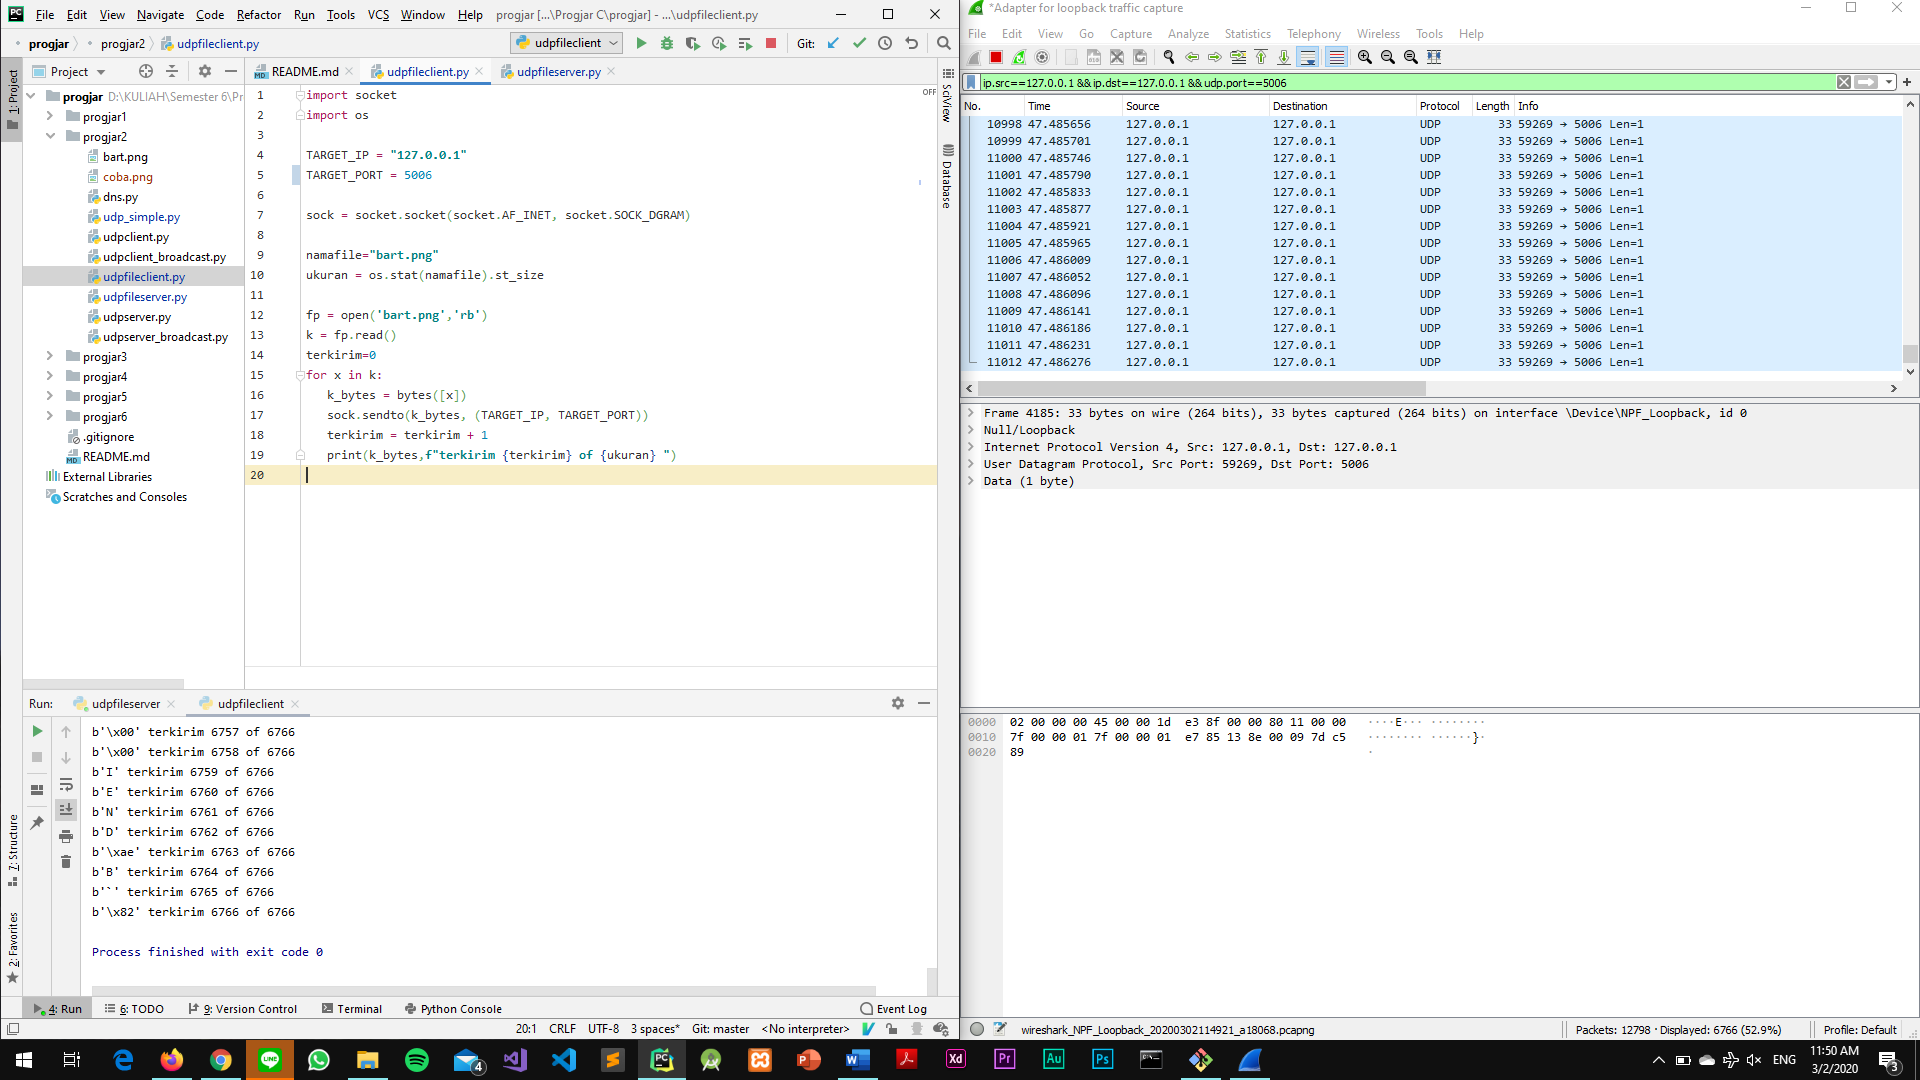 File Edit View Navigate Code Refactor Run Tools VCS Window Help progjar [...\Progjar C\progjar] - ...\udpfileclient.py
progjar progjar2 udpfileclient.py udpfileclient Git:
1: Project
Project
progjar D:\KULIAH\Semester 6\Pr
progjar1
progjar2
bart.png
coba.png
dns.py
udp_simple.py
udpclient.py
udpclient_broadcast.py
udpfileclient.py
udpfileserver.py
udpserver.py
udpserver_broadcast.py
progjar3
progjar4
progjar5
progjar6
.gitignore
README.md
External Libraries
Scratches and Consoles
README.md udpfileclient.py udpfileserver.py
OFF
1 import socket
2 import os
3
4 TARGET_IP = "127.0.0.1"
5 TARGET_PORT = 5006
6
7 sock = socket.socket(socket.AF_INET, socket.SOCK_DGRAM)
8
9 namafile="bart.png"
10 ukuran = os.stat(namafile).st_size
11
12 fp = open('bart.png','rb')
13 k = fp.read()
14 terkirim=0
15 for x in k:
16 k_bytes = bytes([x])
17 sock.sendto(k_bytes, (TARGET_IP, TARGET_PORT))
18 terkirim = terkirim + 1
19 print(k_bytes,f"terkirim {terkirim} of {ukuran} ")
20
SciView
Database
Run: udpfileserver udpfileclient
b'\x00' terkirim 6757 of 6766
b'\x00' terkirim 6758 of 6766
b'I' terkirim 6759 of 6766
b'E' terkirim 6760 of 6766
b'N' terkirim 6761 of 6766
b'D' terkirim 6762 of 6766
b'\xae' terkirim 6763 of 6766
b'B' terkirim 6764 of 6766
b'`' terkirim 6765 of 6766
b'\x82' terkirim 6766 of 6766
Process finished with exit code 0
7: Structure
2: Favorites
4: Run 6: TODO 9: Version Control Terminal Python Console Event Log
20:1 CRLF UTF-8 3 spaces* Git: master <No interpreter>
*Adapter for loopback traffic capture
File Edit View Go Capture Analyze Statistics Telephony Wireless Tools Help
ip.src==127.0.0.1 && ip.dst==127.0.0.1 && udp.port==5006
No. Time Source Destination Protocol Length Info
10998 47.485656 127.0.0.1 127.0.0.1 UDP 33 59269 → 5006 Len=1
10999 47.485701 127.0.0.1 127.0.0.1 UDP 33 59269 → 5006 Len=1
11000 47.485746 127.0.0.1 127.0.0.1 UDP 33 59269 → 5006 Len=1
11001 47.485790 127.0.0.1 127.0.0.1 UDP 33 59269 → 5006 Len=1
11002 47.485833 127.0.0.1 127.0.0.1 UDP 33 59269 → 5006 Len=1
11003 47.485877 127.0.0.1 127.0.0.1 UDP 33 59269 → 5006 Len=1
11004 47.485921 127.0.0.1 127.0.0.1 UDP 33 59269 → 5006 Len=1
11005 47.485965 127.0.0.1 127.0.0.1 UDP 33 59269 → 5006 Len=1
11006 47.486009 127.0.0.1 127.0.0.1 UDP 33 59269 → 5006 Len=1
11007 47.486052 127.0.0.1 127.0.0.1 UDP 33 59269 → 5006 Len=1
11008 47.486096 127.0.0.1 127.0.0.1 UDP 33 59269 → 5006 Len=1
11009 47.486141 127.0.0.1 127.0.0.1 UDP 33 59269 → 5006 Len=1
11010 47.486186 127.0.0.1 127.0.0.1 UDP 33 59269 → 5006 Len=1
11011 47.486231 127.0.0.1 127.0.0.1 UDP 33 59269 → 5006 Len=1
11012 47.486276 127.0.0.1 127.0.0.1 UDP 33 59269 → 5006 Len=1
Frame 4185: 33 bytes on wire (264 bits), 33 bytes captured (264 bits) on interface \Device\NPF_Loopback, id 0
Null/Loopback
Internet Protocol Version 4, Src: 127.0.0.1, Dst: 127.0.0.1
User Datagram Protocol, Src Port: 59269, Dst Port: 5006
Data (1 byte)
0000 02 00 00 00 45 00 00 1d e3 8f 00 00 80 11 00 00 ····E··· ········
0010 7f 00 00 01 7f 00 00 01 e7 85 13 8e 00 09 7d c5 ········ ······}·
0020 89 ·
wireshark_NPF_Loopback_20200302114921_a18068.pcapng Packets: 12798 · Displayed: 6766 (52.9%) Profile: Default
4 ENG 11:50 AM
3/2/2020 3